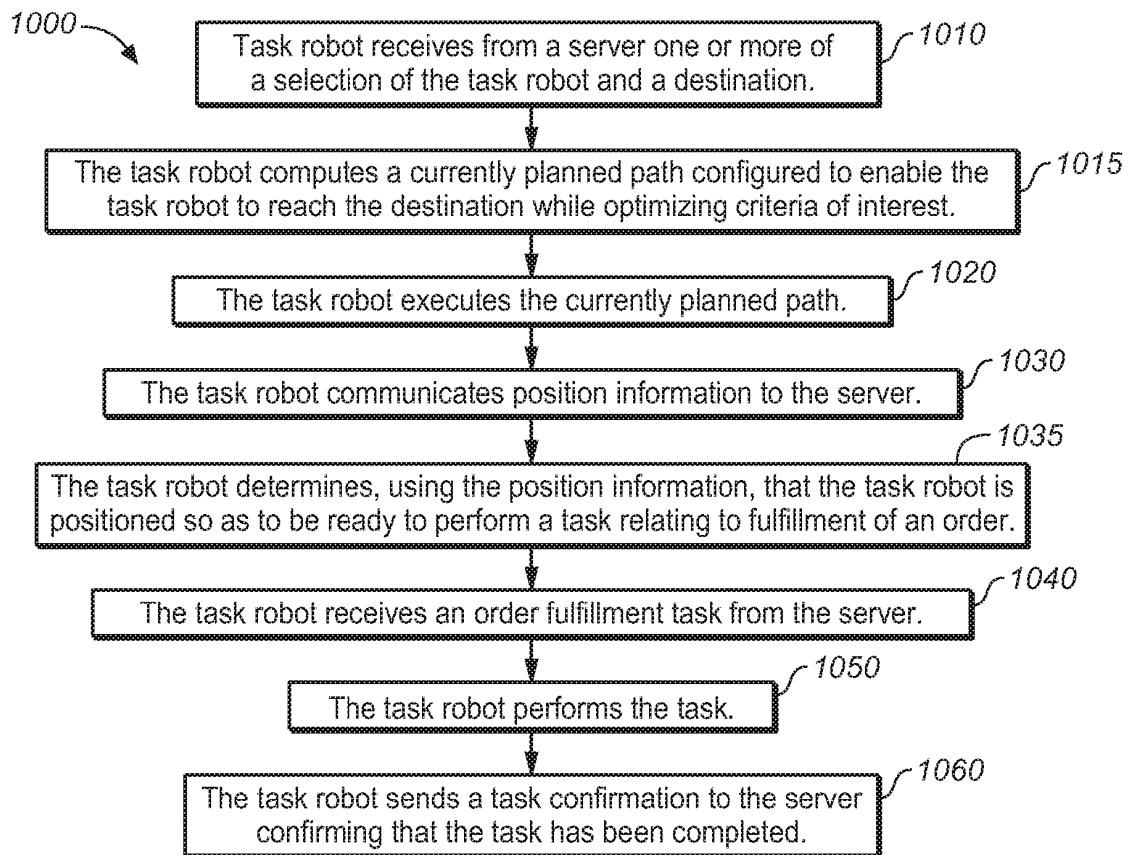 1000
1010
Task robot receives from a server one or more of
a selection of the task robot and a destination.
1015
The task robot computes a currently planned path configured to enable the
task robot to reach the destination while optimizing criteria of interest.
1020
The task robot executes the currently planned path.
1030
The task robot communicates position information to the server.
1035
The task robot determines, using the position information, that the task robot is
positioned so as to be ready to perform a task relating to fulfillment of an order.
1040
The task robot receives an order fulfillment task from the server.
1050
The task robot performs the task.
1060
The task robot sends a task confirmation to the server
confirming that the task has been completed.